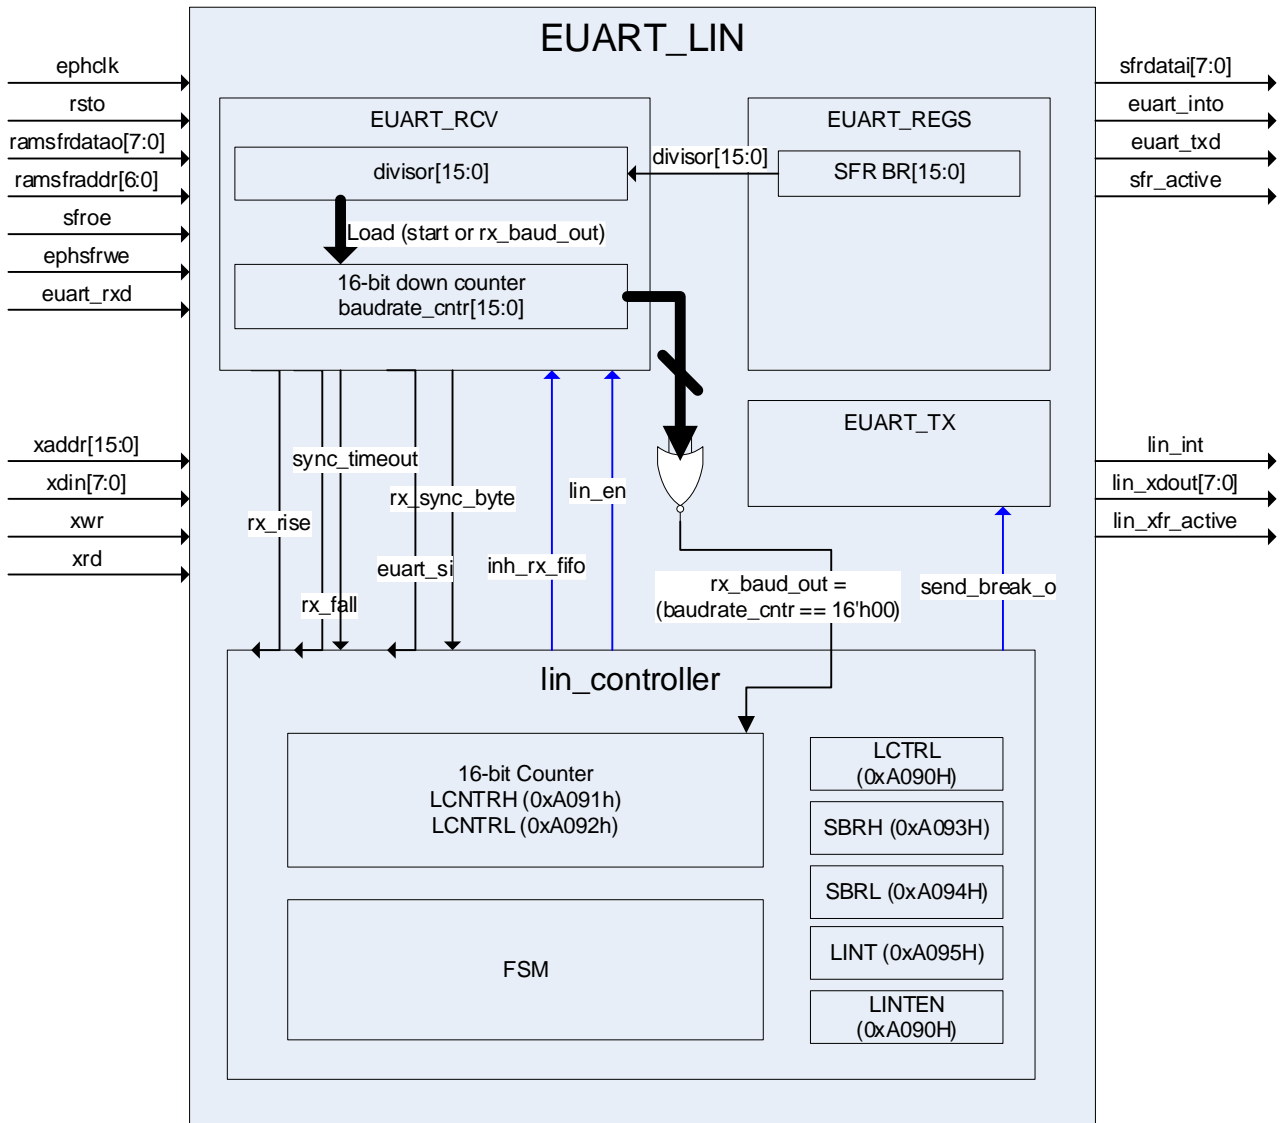 EUART_LIN
ephclk
rsto
ramsfrdatao[7:0]
ramsfraddr[6:0]
sfroe
ephsfrwe
euart_rxd
xaddr[15:0]
xdin[7:0]
xwr
xrd
sfrdatai[7:0]
euart_into
euart_txd
sfr_active
lin_int
lin_xdout[7:0]
lin_xfr_active
EUART_RCV
divisor[15:0]
Load (start or rx_baud_out)
16-bit down counter
baudrate_cntr[15:0]
divisor[15:0]
EUART_REGS
SFR BR[15:0]
EUART_TX
sync_timeout
rx_sync_byte
lin_en
rx_rise
euart_si
inh_rx_fifo
rx_fall
rx_baud_out =
(baudrate_cntr == 16'h00)
send_break_o
lin_controller
16-bit Counter
LCNTRH (0xA091h)
LCNTRL (0xA092h)
FSM
LCTRL
(0xA090H)
SBRH (0xA093H)
SBRL (0xA094H)
LINT (0xA095H)
LINTEN
(0xA090H)